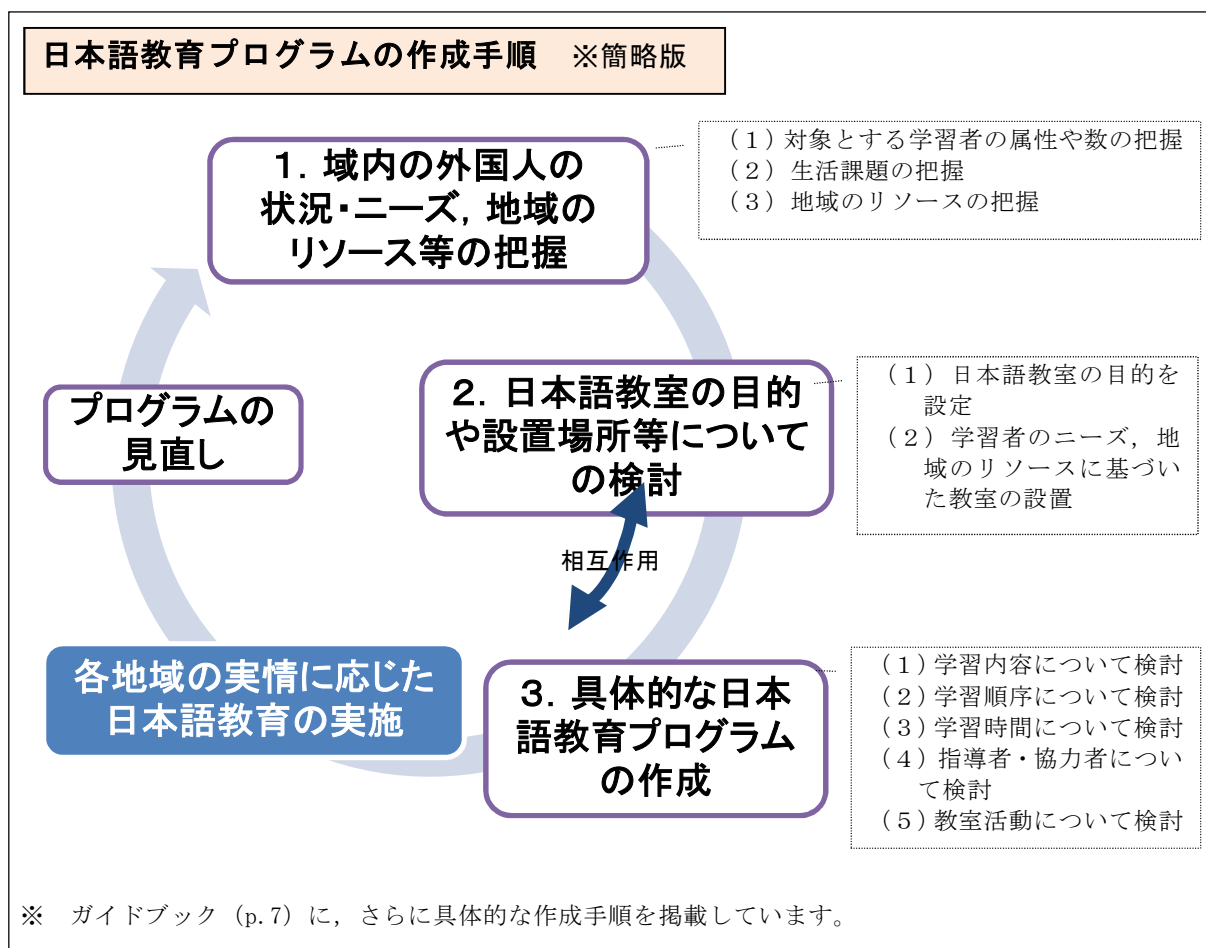 日本語教育プログラムの作成手順 ※簡略版
1．域内の外国人の
状況・ニーズ，地域の
リソース等の把握
（１）対象とする学習者の属性や数の把握
（２）生活課題の把握
（３）地域のリソースの把握
2．日本語教室の目的
や設置場所等について
の検討
（１）日本語教室の目的を
設定
（２）学習者のニーズ，地
域のリソースに基づい
た教室の設置
相互作用
3．具体的な日本
語教育プログラム
の作成
（１）学習内容について検討
（２）学習順序について検討
（３）学習時間について検討
（４）指導者・協力者につい
て検討
（５）教室活動について検討
各地域の実情に応じた
日本語教育の実施
プログラムの
見直し
※ ガイドブック（p.7）に，さらに具体的な作成手順を掲載しています。